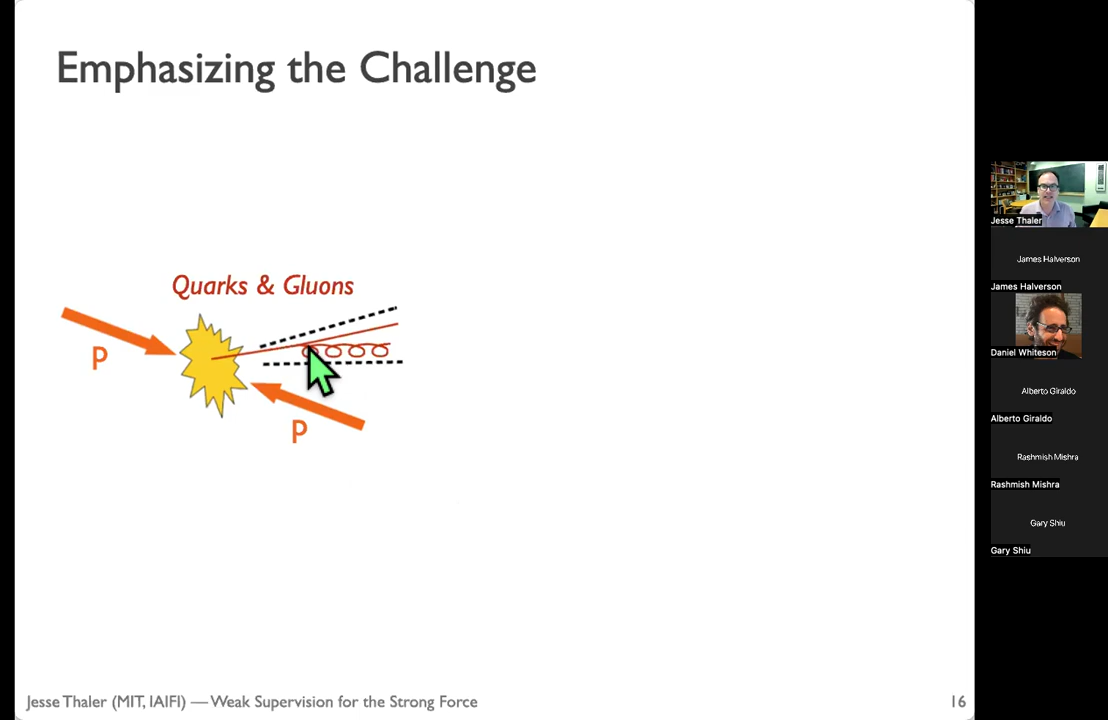 Emphasizing the Challenge
Quarks & Gluons
P
P
Jesse Thaler (MIT, IAIFI) — Weak Supervision for the Strong Force
16
Jesse Thaler
James Halverson
James Halverson
Daniel Whiteson
Alberto Giraldo
Alberto Giraldo
Rashmish Mishra
Rashmish Mishra
Gary Shiu
Gary Shiu